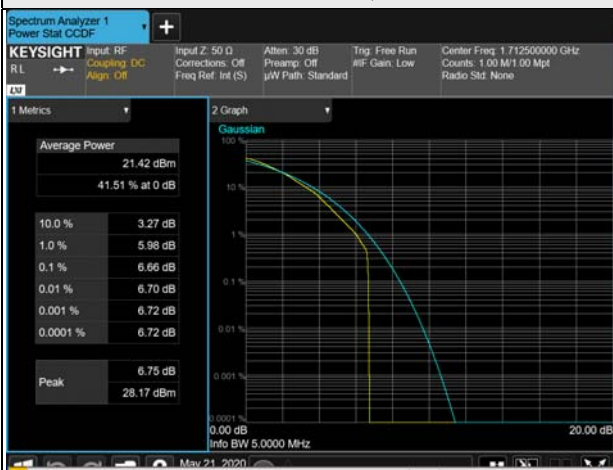 Spectrum Analyzer 1
Power Stat CCDF
+
KEYSIGHT
RL
Input: RF
Coupling: DC
Align: Off
Input Z: 50 Ω
Corrections: Off
Freq Ref: Int (S)
Atten: 30 dB
Preamp: Off
µW Path: Standard
Trig: Free Run
#IF Gain: Low
Center Freq: 1.712500000 GHz
Counts: 1.00 M/1.00 Mpt
Radio Std: None
LXI
1 Metrics
Average Power
21.42 dBm
41.51 % at 0 dB
10.0 % 3.27 dB
1.0 % 5.98 dB
0.1 % 6.66 dB
0.01 % 6.70 dB
0.001 % 6.72 dB
0.0001 % 6.72 dB
Peak
6.75 dB
28.17 dBm
2 Graph
Gaussian
100 %
10 %
1 %
0.1 %
0.01 %
0.001 %
0.0001 %
0.00 dB
20.00 dB
Info BW 5.0000 MHz
May 21, 2020